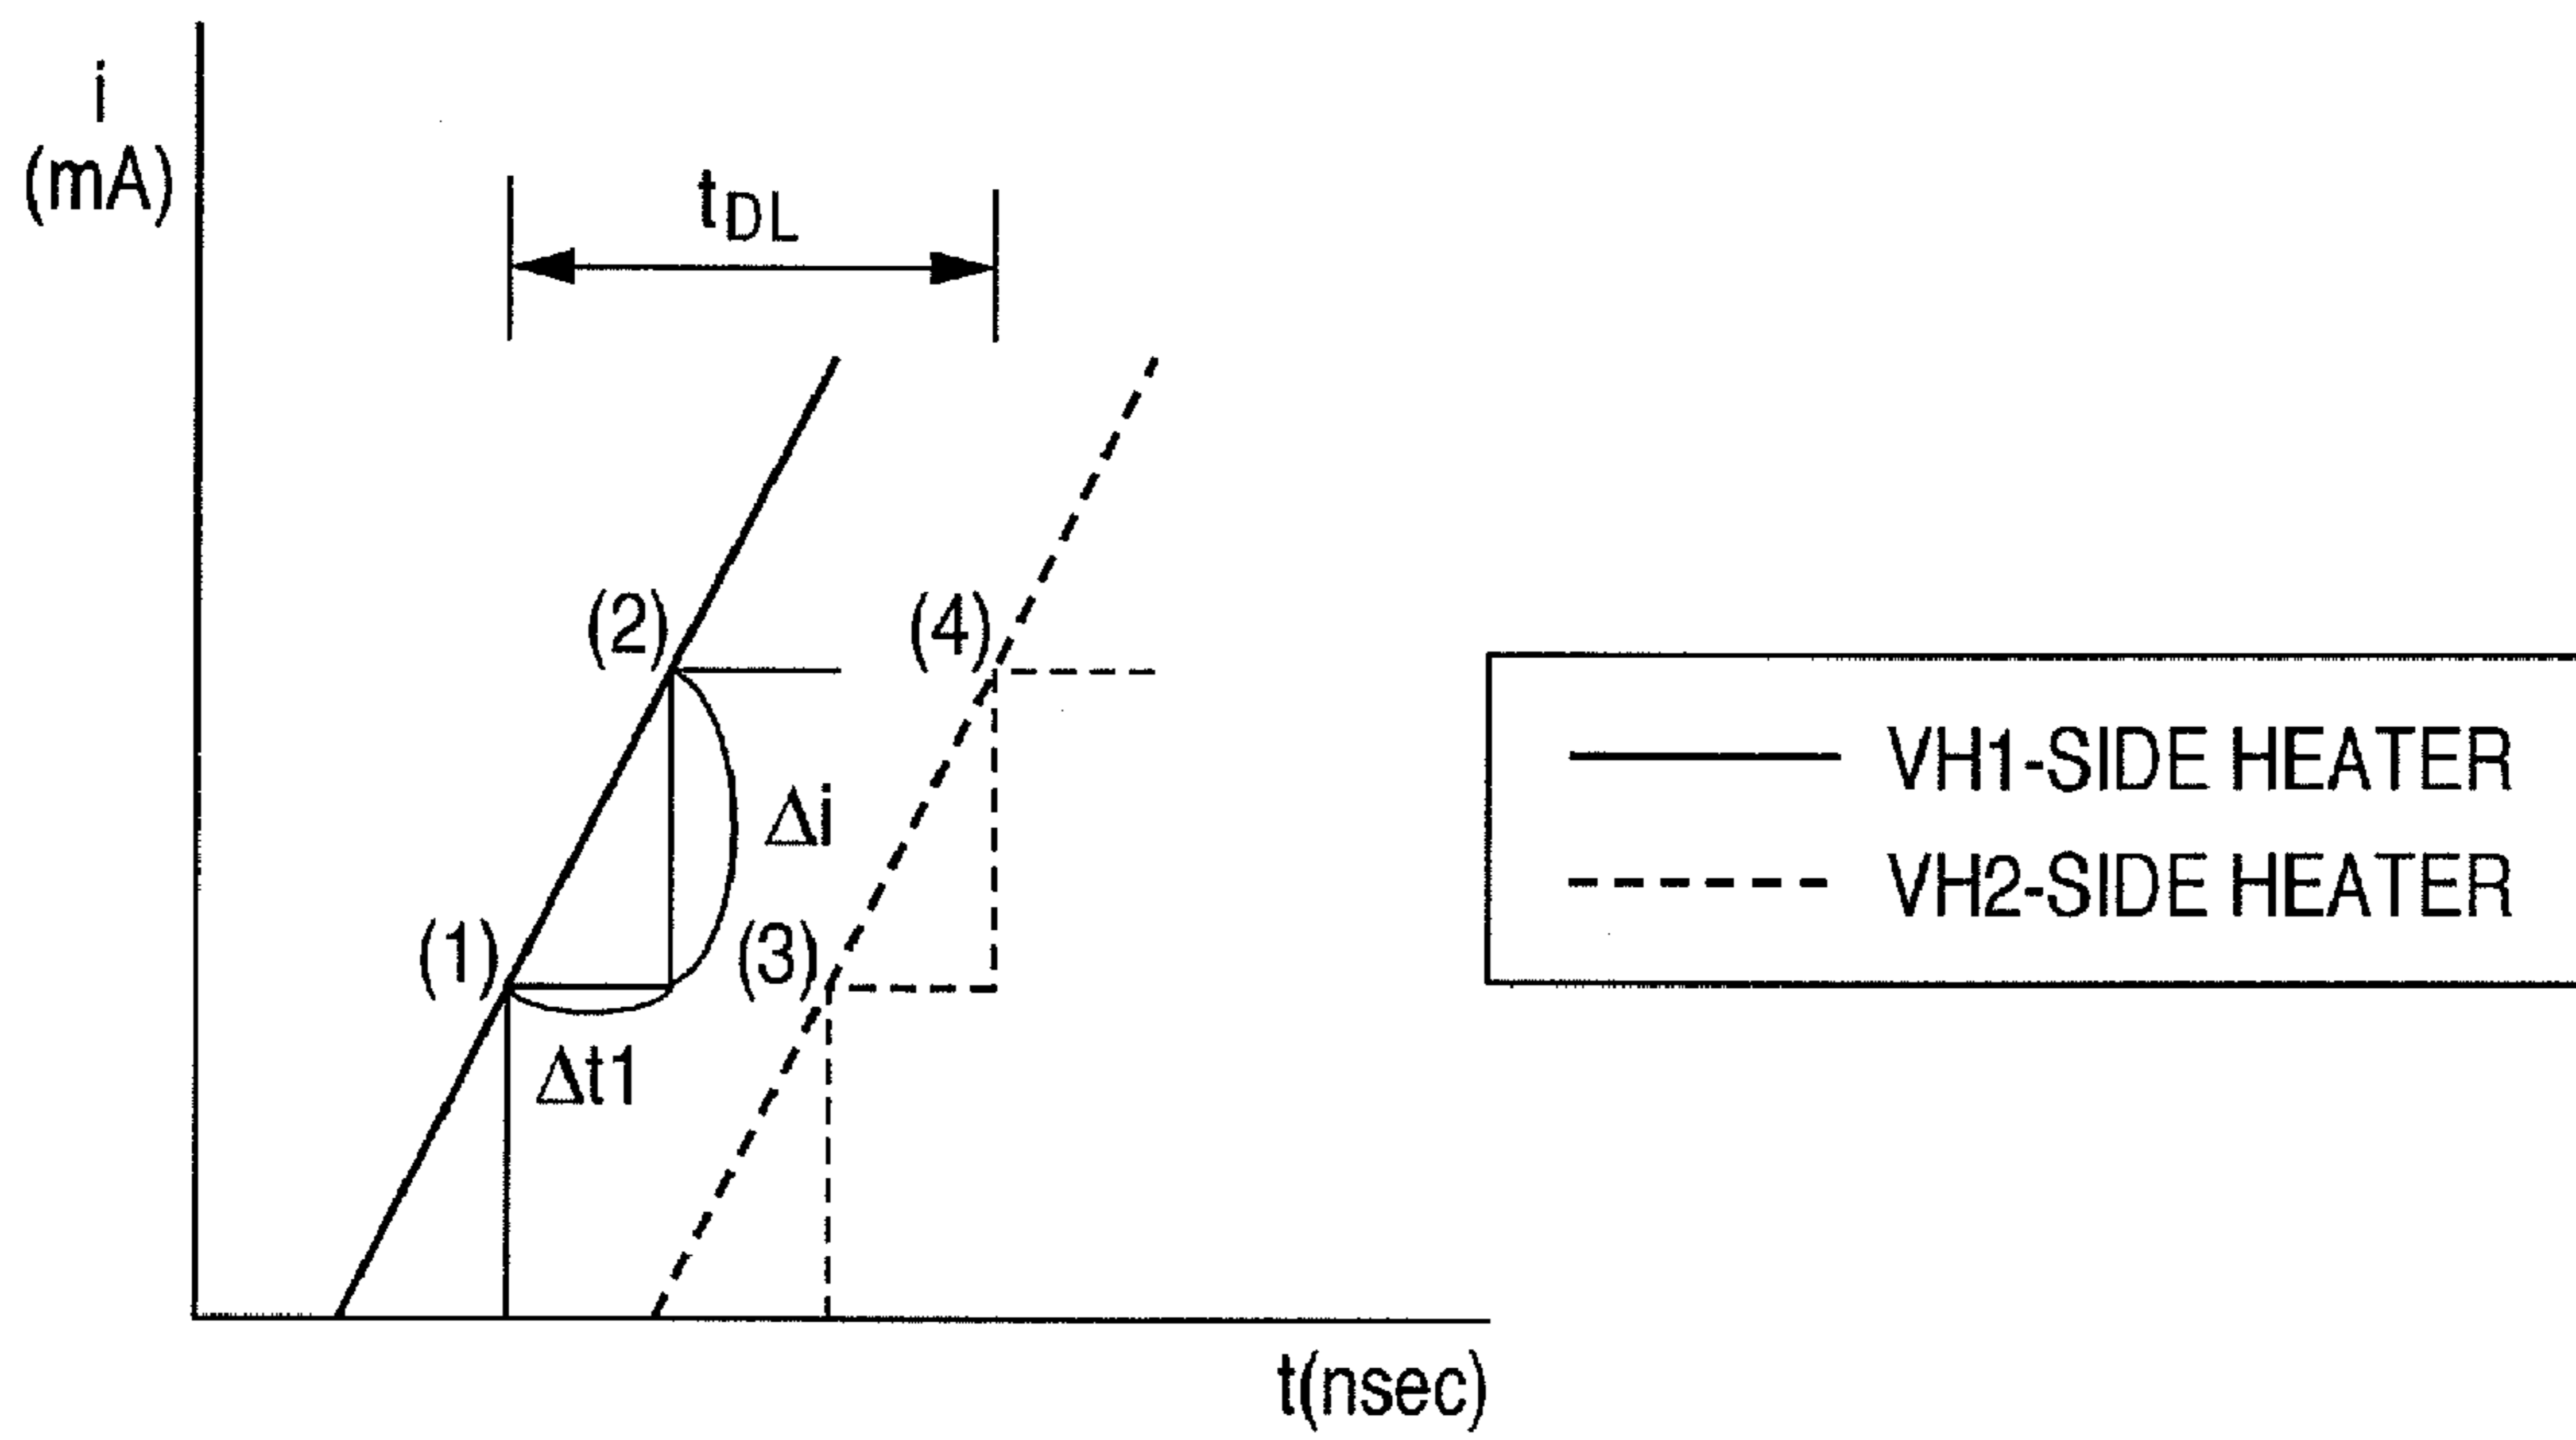 i
(mA)
tDL
(2)
(4)
Δi
(1)
(3)
Δt1
t(nsec)
VH1-SIDE HEATER
VH2-SIDE HEATER